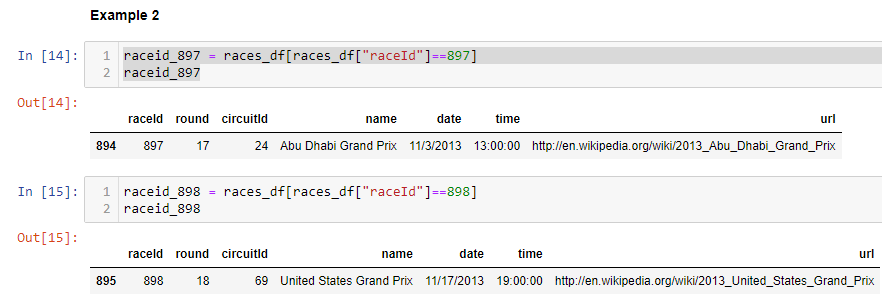 Example 2
In [14]:
1 raceid_897 = races_df[races_df["raceId"]==897]
2 raceid_897
Out[14]:
raceId round circuitId name date time url
894 897 17 24 Abu Dhabi Grand Prix 11/3/2013 13:00:00 http://en.wikipedia.org/wiki/2013_Abu_Dhabi_Grand_Prix
In [15]:
1 raceid_898 = races_df[races_df["raceId"]==898]
2 raceid_898
Out[15]:
raceId round circuitId name date time url
895 898 18 69 United States Grand Prix 11/17/2013 19:00:00 http://en.wikipedia.org/wiki/2013_United_States_Grand_Prix